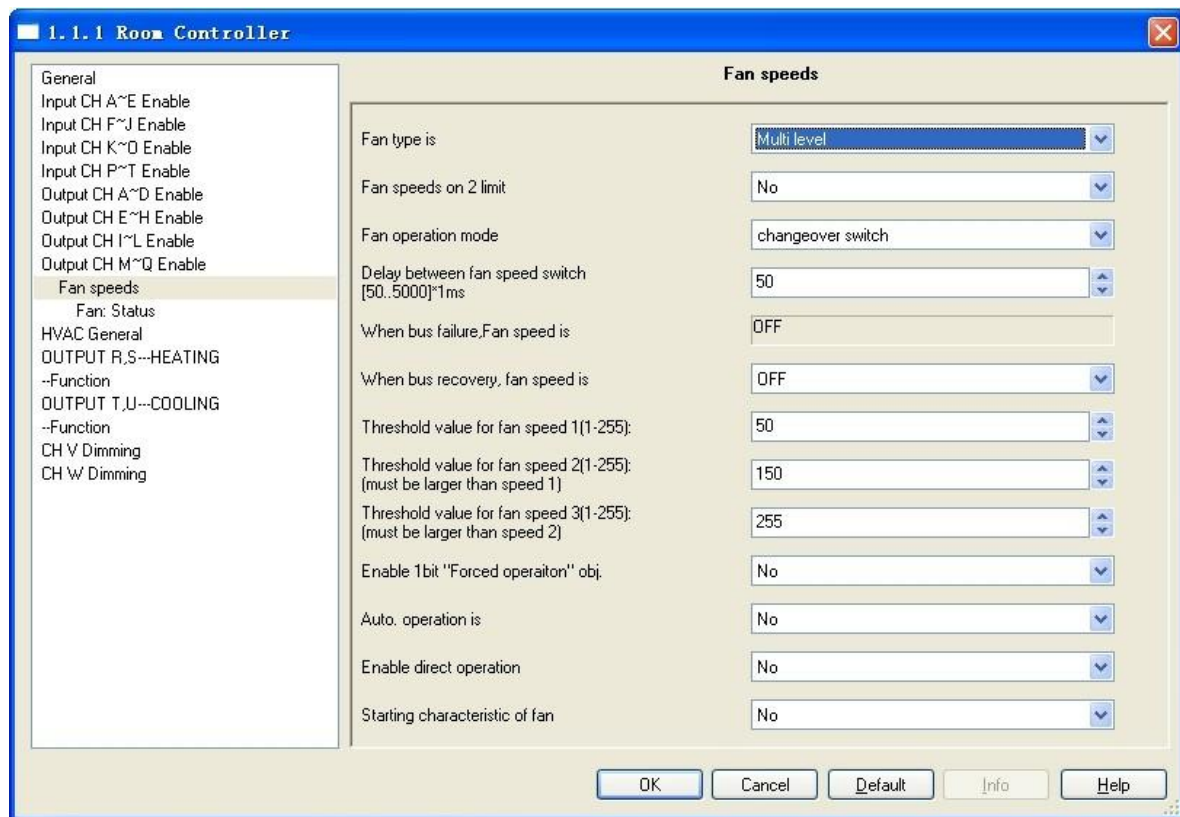 1.1.1 Room Controller
General
Input CH A~E Enable
Input CH F~J Enable
Input CH K~O Enable
Input CH P~T Enable
Output CH A~D Enable
Output CH E~H Enable
Output CH I~L Enable
Output CH M~Q Enable
Fan speeds
Fan: Status
HVAC General
OUTPUT R,S---HEATING
--Function
OUTPUT T,U---COOLING
--Function
CH V Dimming
CH W Dimming
Fan speeds
Fan type is
Multi level
Fan speeds on 2 limit
No
Fan operation mode
changeover switch
Delay between fan speed switch
[50..5000]*1ms
50
When bus failure,Fan speed is
OFF
When bus recovery, fan speed is
OFF
Threshold value for fan speed 1(1-255):
50
Threshold value for fan speed 2(1-255):
(must be larger than speed 1)
150
Threshold value for fan speed 3(1-255):
(must be larger than speed 2)
255
Enable 1bit "Forced operaiton" obj.
No
Auto. operation is
No
Enable direct operation
No
Starting characteristic of fan
No
OK
Cancel
Default
Info
Help